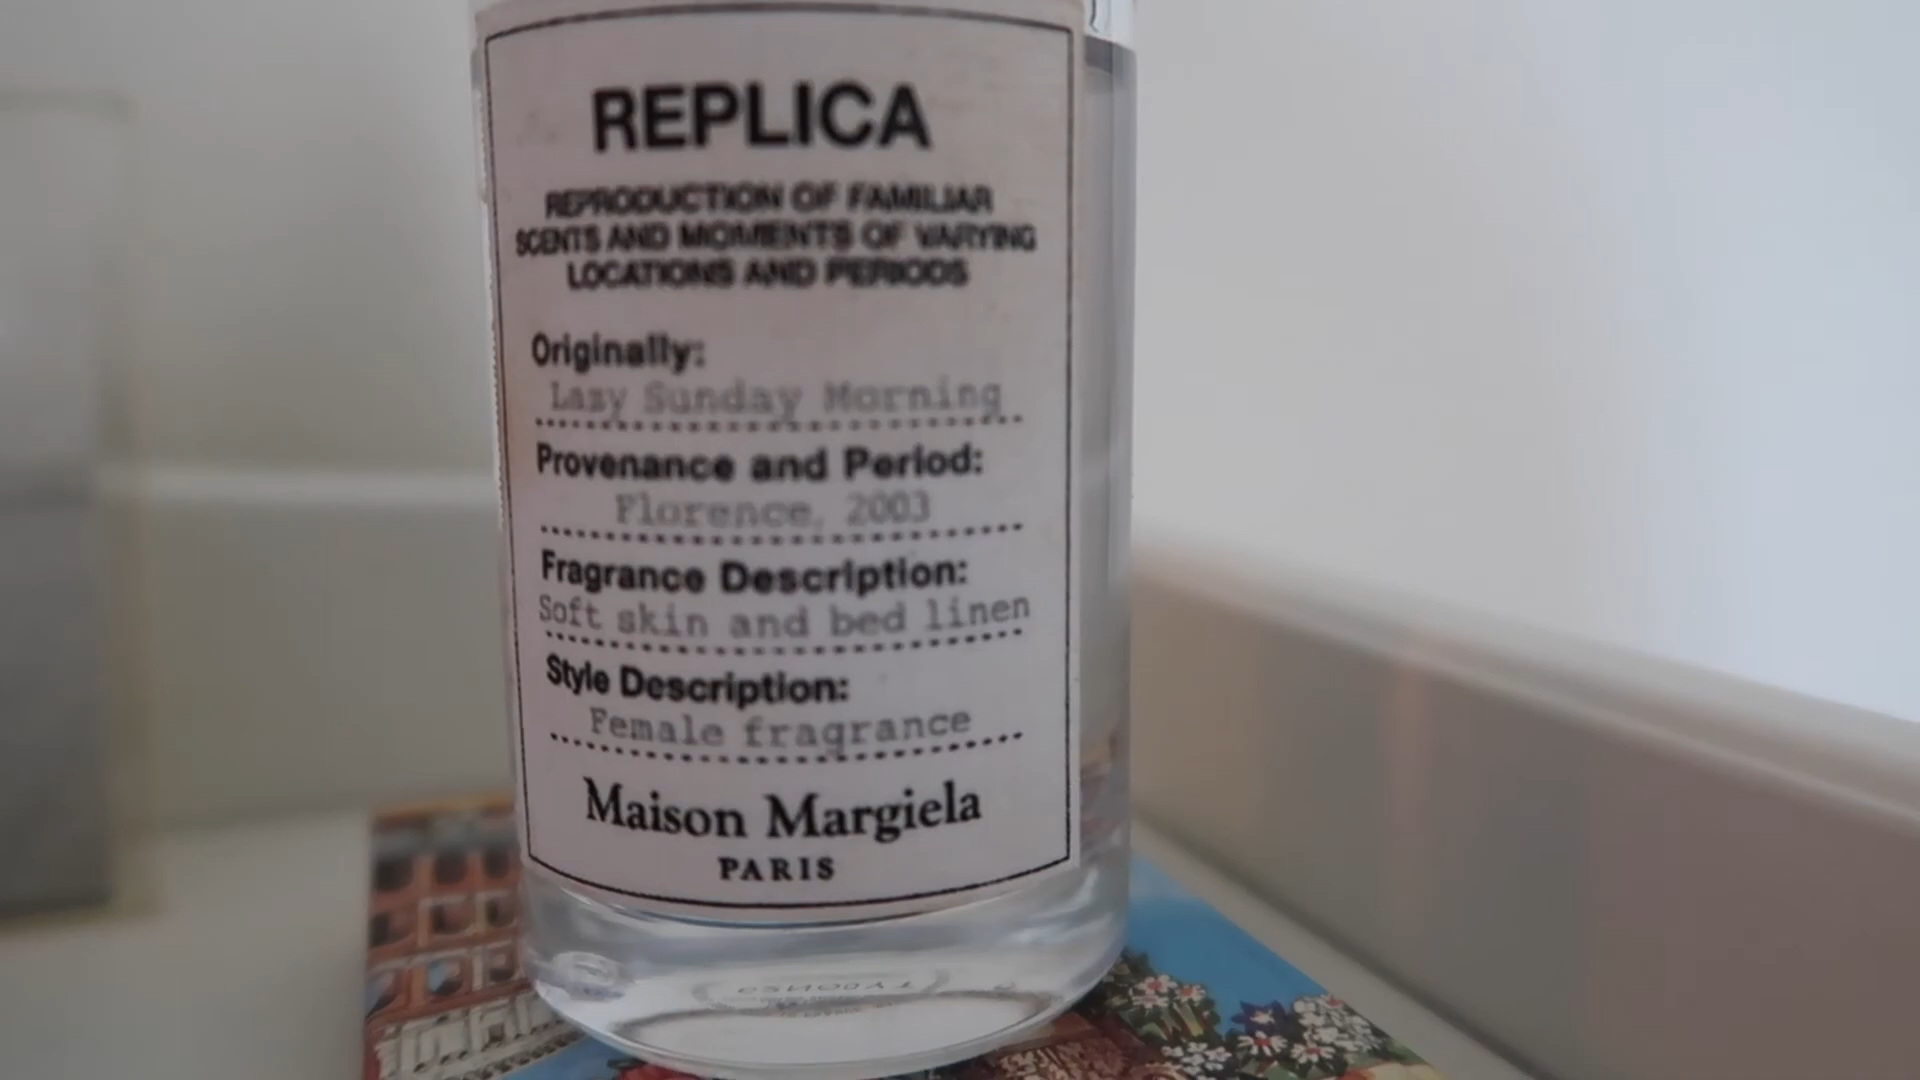 REPLICA
REPRODUCTION OF FAMILIAR
SCENTS AND MOMENTS OF VARYING
LOCATIONS AND PERIODS
Originally:
Lazy Sunday Morning
Provenance and Period:
Florence, 2003
Fragrance Description:
Soft skin and bed linen
Style Description:
Female fragrance
Maison Margiela
PARIS